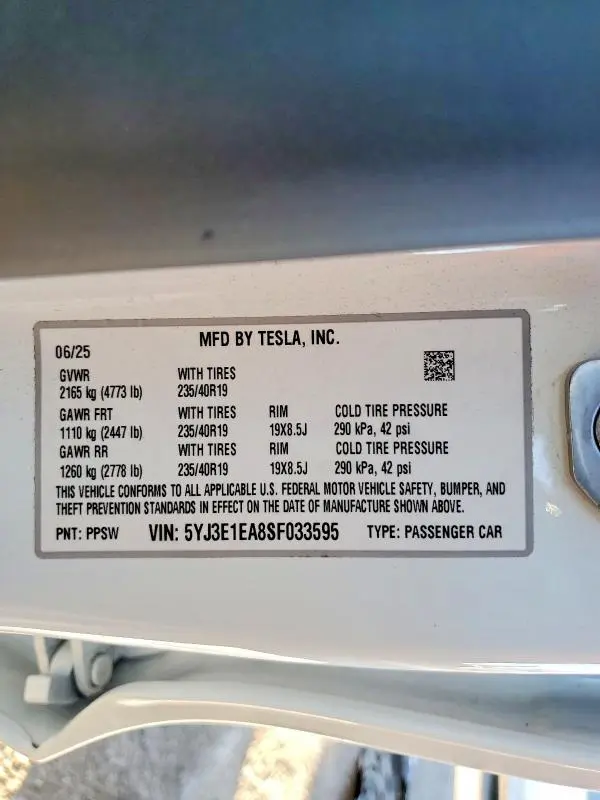 MFD BY TESLA, INC.
06/25
GVWR WITH TIRES
2165 kg (4773 lb) 235/40R19
GAWR FRT WITH TIRES RIM COLD TIRE PRESSURE
1110 kg (2447 lb) 235/40R19 19X8.5J 290 kPa, 42 psi
GAWR RR WITH TIRES RIM COLD TIRE PRESSURE
1260 kg (2778 lb) 235/40R19 19X8.5J 290 kPa, 42 psi
THIS VEHICLE CONFORMS TO ALL APPLICABLE U.S. FEDERAL MOTOR VEHICLE SAFETY, BUMPER, AND
THEFT PREVENTION STANDARDS IN EFFECT ON THE DATE OF MANUFACTURE SHOWN ABOVE.
PNT: PPSW VIN: 5YJ3E1EA8SF033595 TYPE: PASSENGER CAR